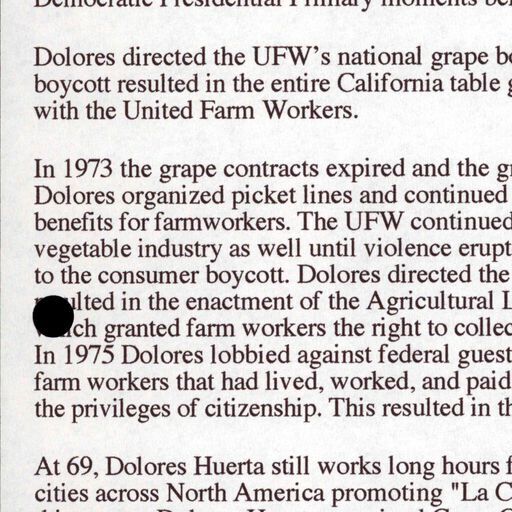 Democratic Presidential Primary moments
Dolores directed the UFW's national grape
boycott resulted in the entire California table
with the United Farm Workers.
In 1973 the grape contracts expired and the
Dolores organized picket lines and continued
benefits for farmworkers. The UFW continued
vegetable industry as well until violence erupt
to the consumer boycott. Dolores directed the
ulted in the enactment of the Agricultural L
ch granted farm workers the right to collec
In 1975 Dolores lobbied against federal guest
farm workers that had lived, worked, and paid
the privileges of citizenship. This resulted in th
At 69, Dolores Huerta still works long hours f
cities across North America promoting "La C